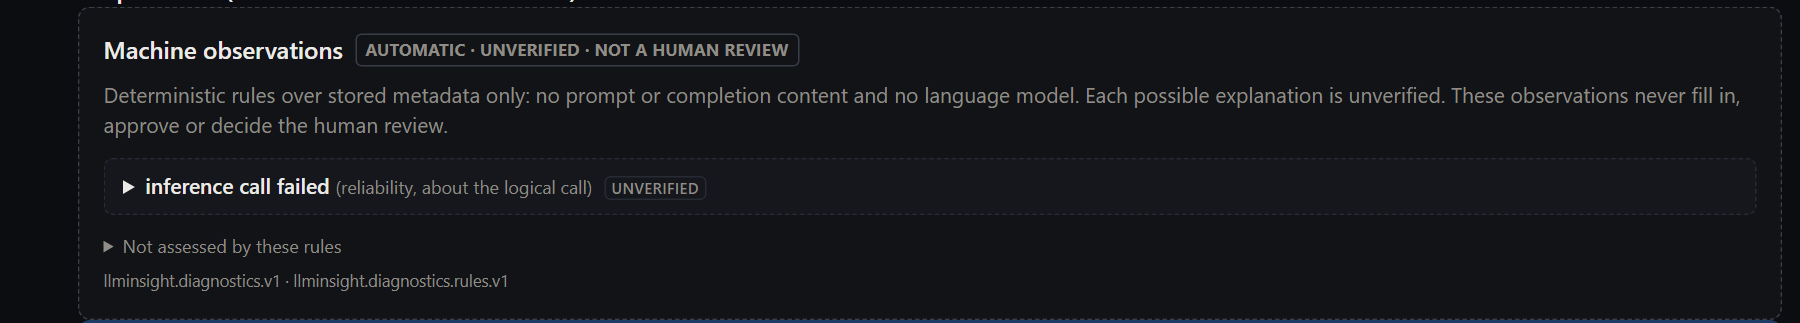 Machine observations AUTOMATIC · UNVERIFIED · NOT A HUMAN REVIEW
Deterministic rules over stored metadata only: no prompt or completion content and no language model. Each possible explanation is unverified. These observations never fill in,
approve or decide the human review.
inference call failed (reliability, about the logical call) UNVERIFIED
Not assessed by these rules
llminsight.diagnostics.v1 · llminsight.diagnostics.rules.v1